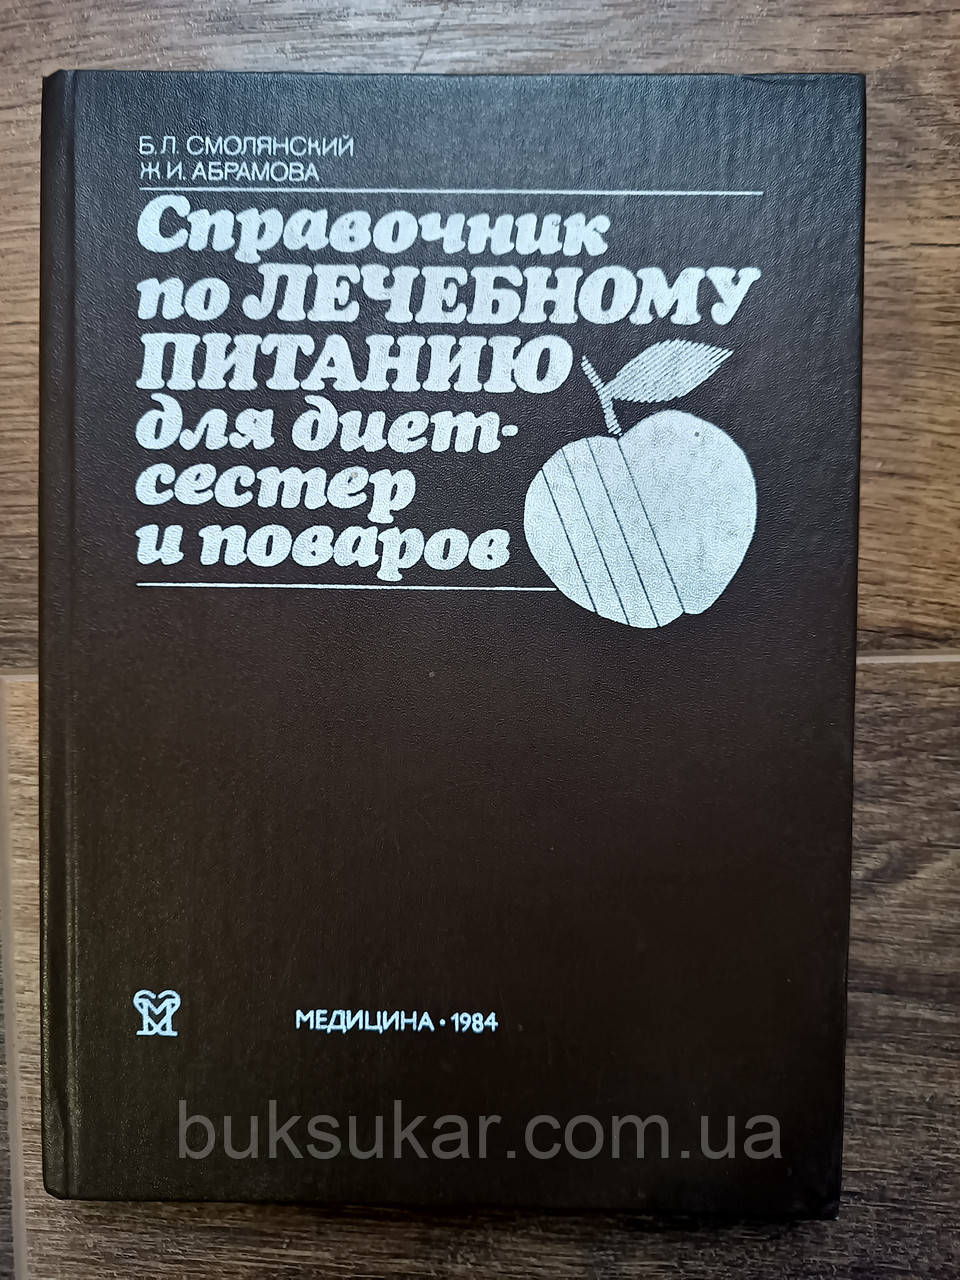 Б.Л. СМОЛЯНСКИЙ
Ж.И. АБРАМОВА
Справочник
по ЛЕЧЕБНОМУ
ПИТАНИЮ
для диет-
сестер
и поваров
МЕДИЦИНА • 1984
buksukar.com.ua